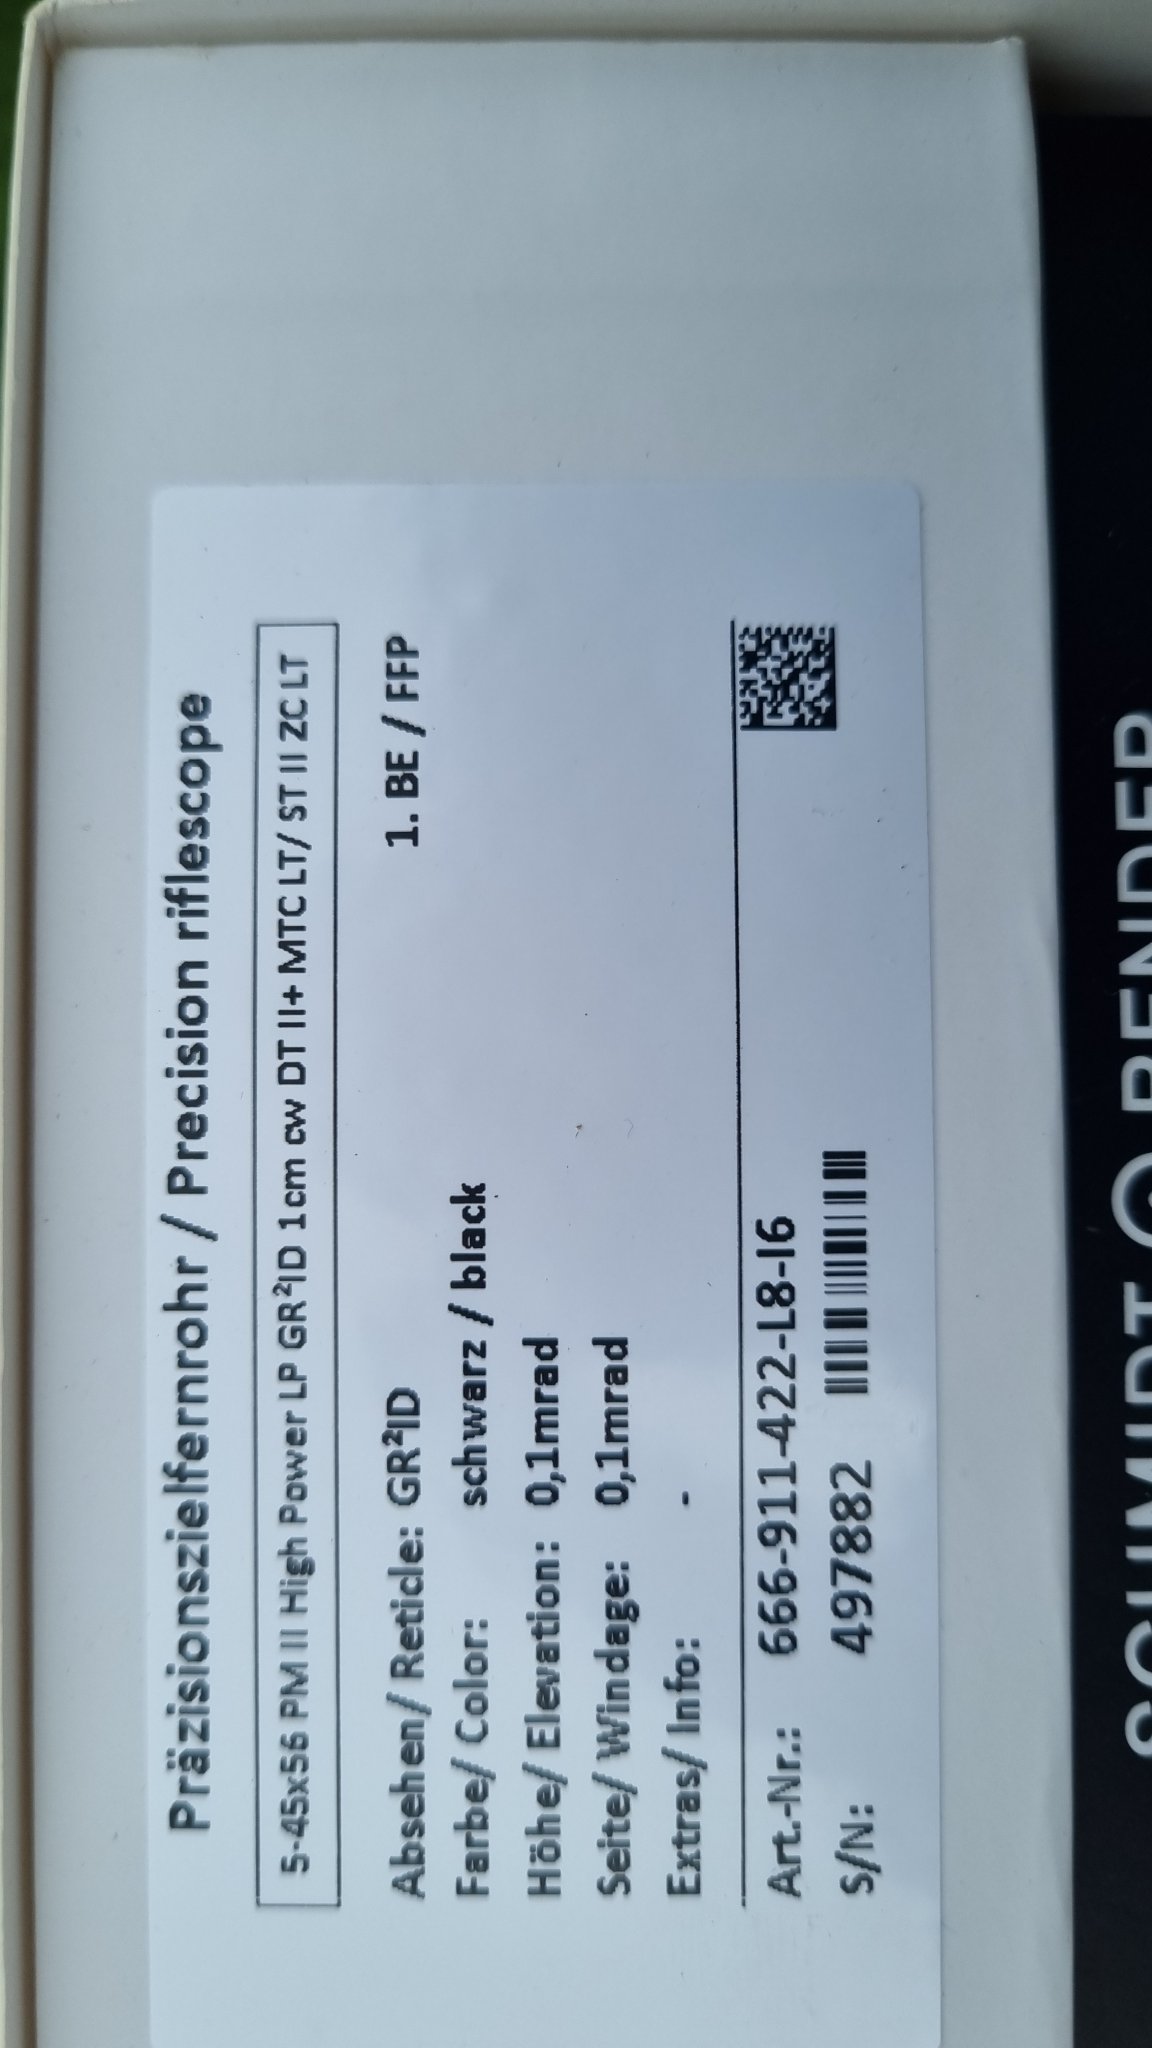 Präzisionszielfernrohr / Precision riflescope
5-45x56 PM II High Power LP GR²ID 1cm cw DT II+ MTC LT/ ST II ZC LT
Absehen/ Reticle: GR²ID 1. BE / FFP
Farbe/ Color: schwarz / black
Höhe/ Elevation: 0,1mrad
Seite/ Windage: 0,1mrad
Extras/ Info: -
Art.-Nr.: 666-911-422-L8-I6
S/N: 497882
SCHMIDT BENDER